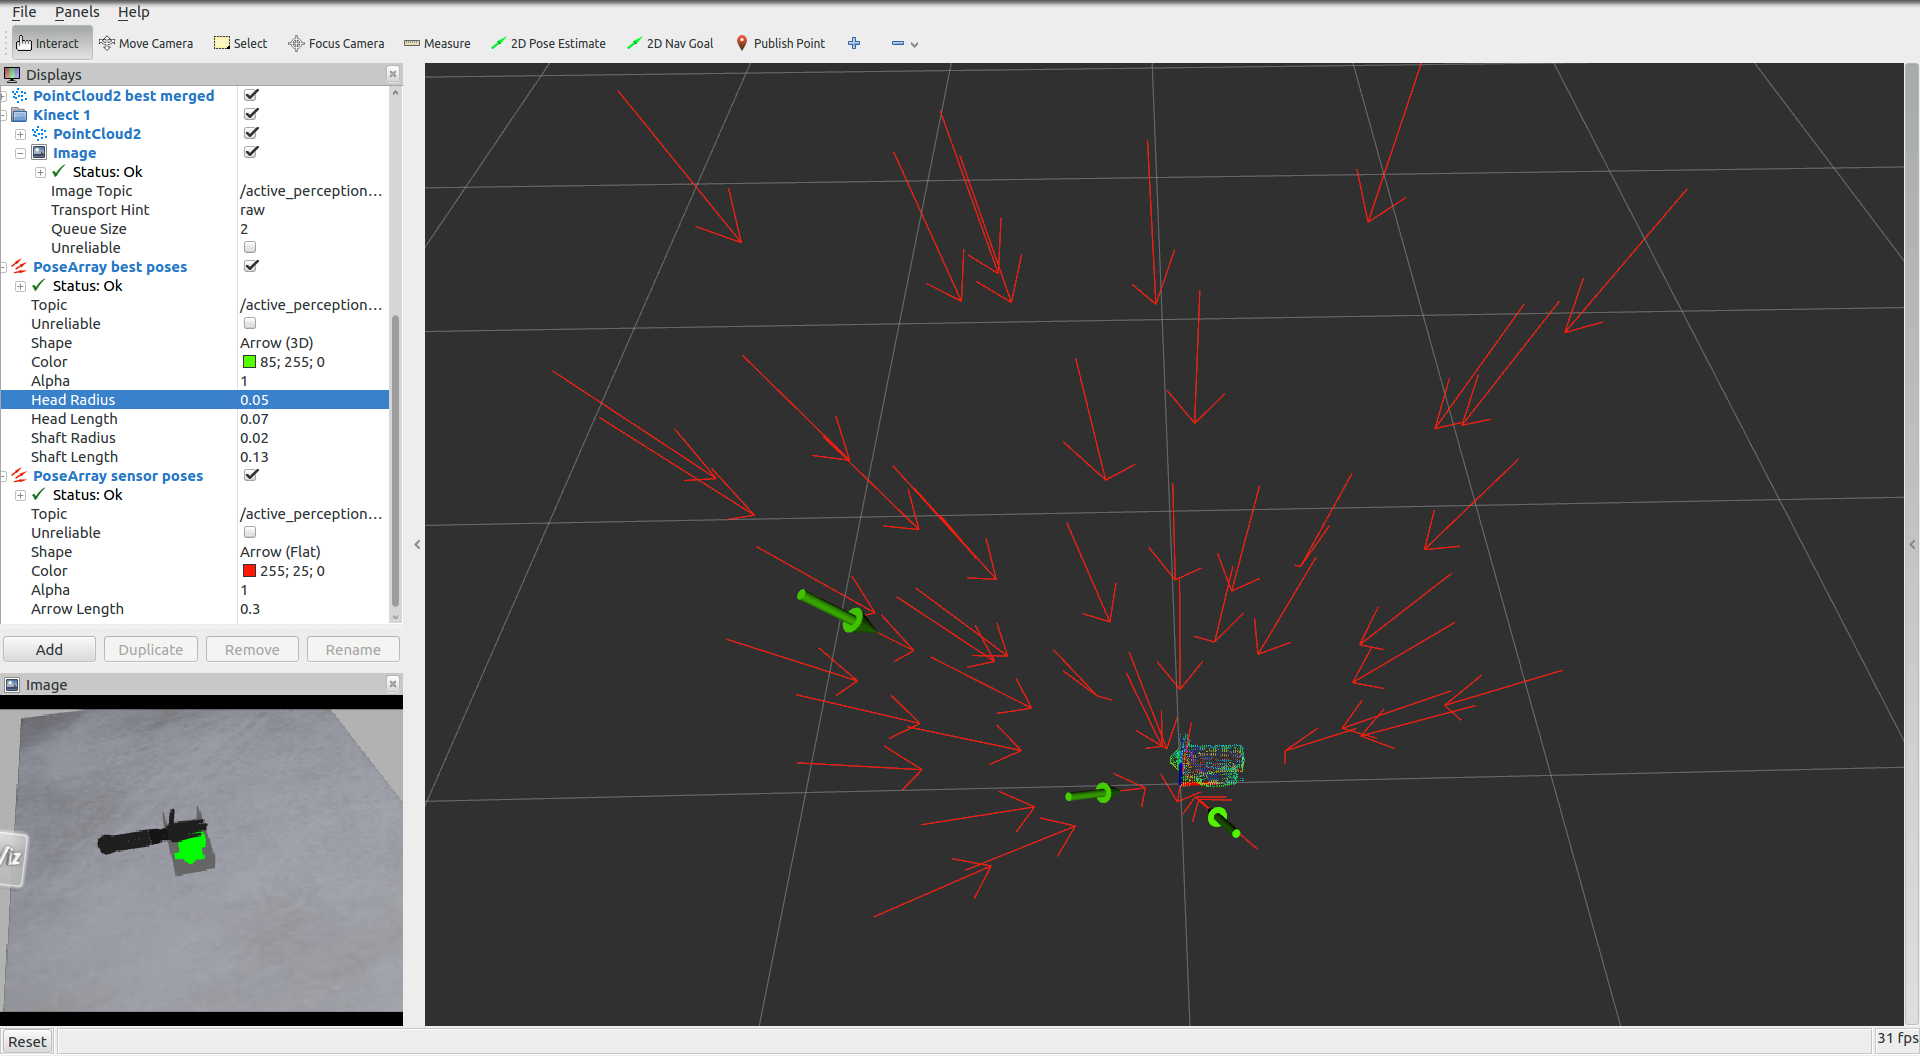 File Panels Help
Interact Move Camera Select Focus Camera Measure 2D Pose Estimate 2D Nav Goal Publish Point
Displays
PointCloud2 best merged
Kinect 1
PointCloud2
Image
Status: Ok
Image Topic /active_perception...
Transport Hint raw
Queue Size 2
Unreliable
PoseArray best poses
Status: Ok
Topic /active_perception...
Unreliable
Shape Arrow (3D)
Color 85; 255; 0
Alpha 1
Head Radius 0.05
Head Length 0.07
Shaft Radius 0.02
Shaft Length 0.13
PoseArray sensor poses
Status: Ok
Topic /active_perception...
Unreliable
Shape Arrow (Flat)
Color 255; 25; 0
Alpha 1
Arrow Length 0.3
Add Duplicate Remove Rename
Image
Reset
31 fps